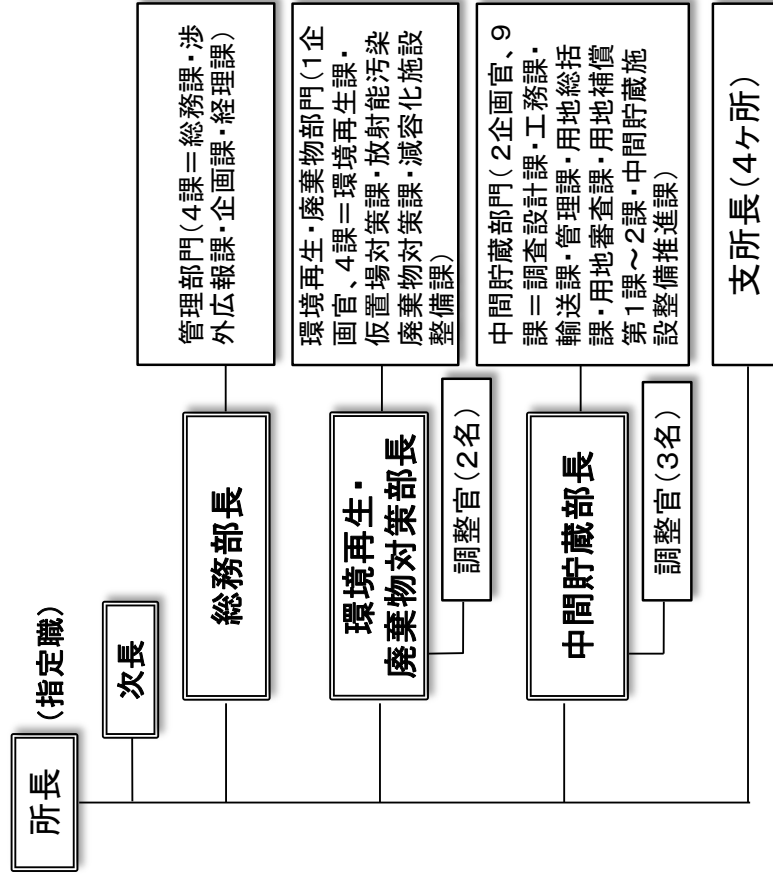 所長
(指定職)
次長
総務部長
管理部門(4課＝総務課・渉
外広報課・企画課・経理課)
環境再生・
廃棄物対策部長
調整官(2名)
環境再生・廃棄物部門(1企
画官、4課＝環境再生課・
仮置場対策課・放射能汚染
廃棄物対策課・減容化施設
整備課)
中間貯蔵部長
調整官(3名)
中間貯蔵部門(2企画官、9
課＝調査設計課・工務課・
輸送課・管理課・用地総括
課・用地審査課・用地補償
第1課～2課・中間貯蔵施
設整備推進課)
支所長(4ヶ所)